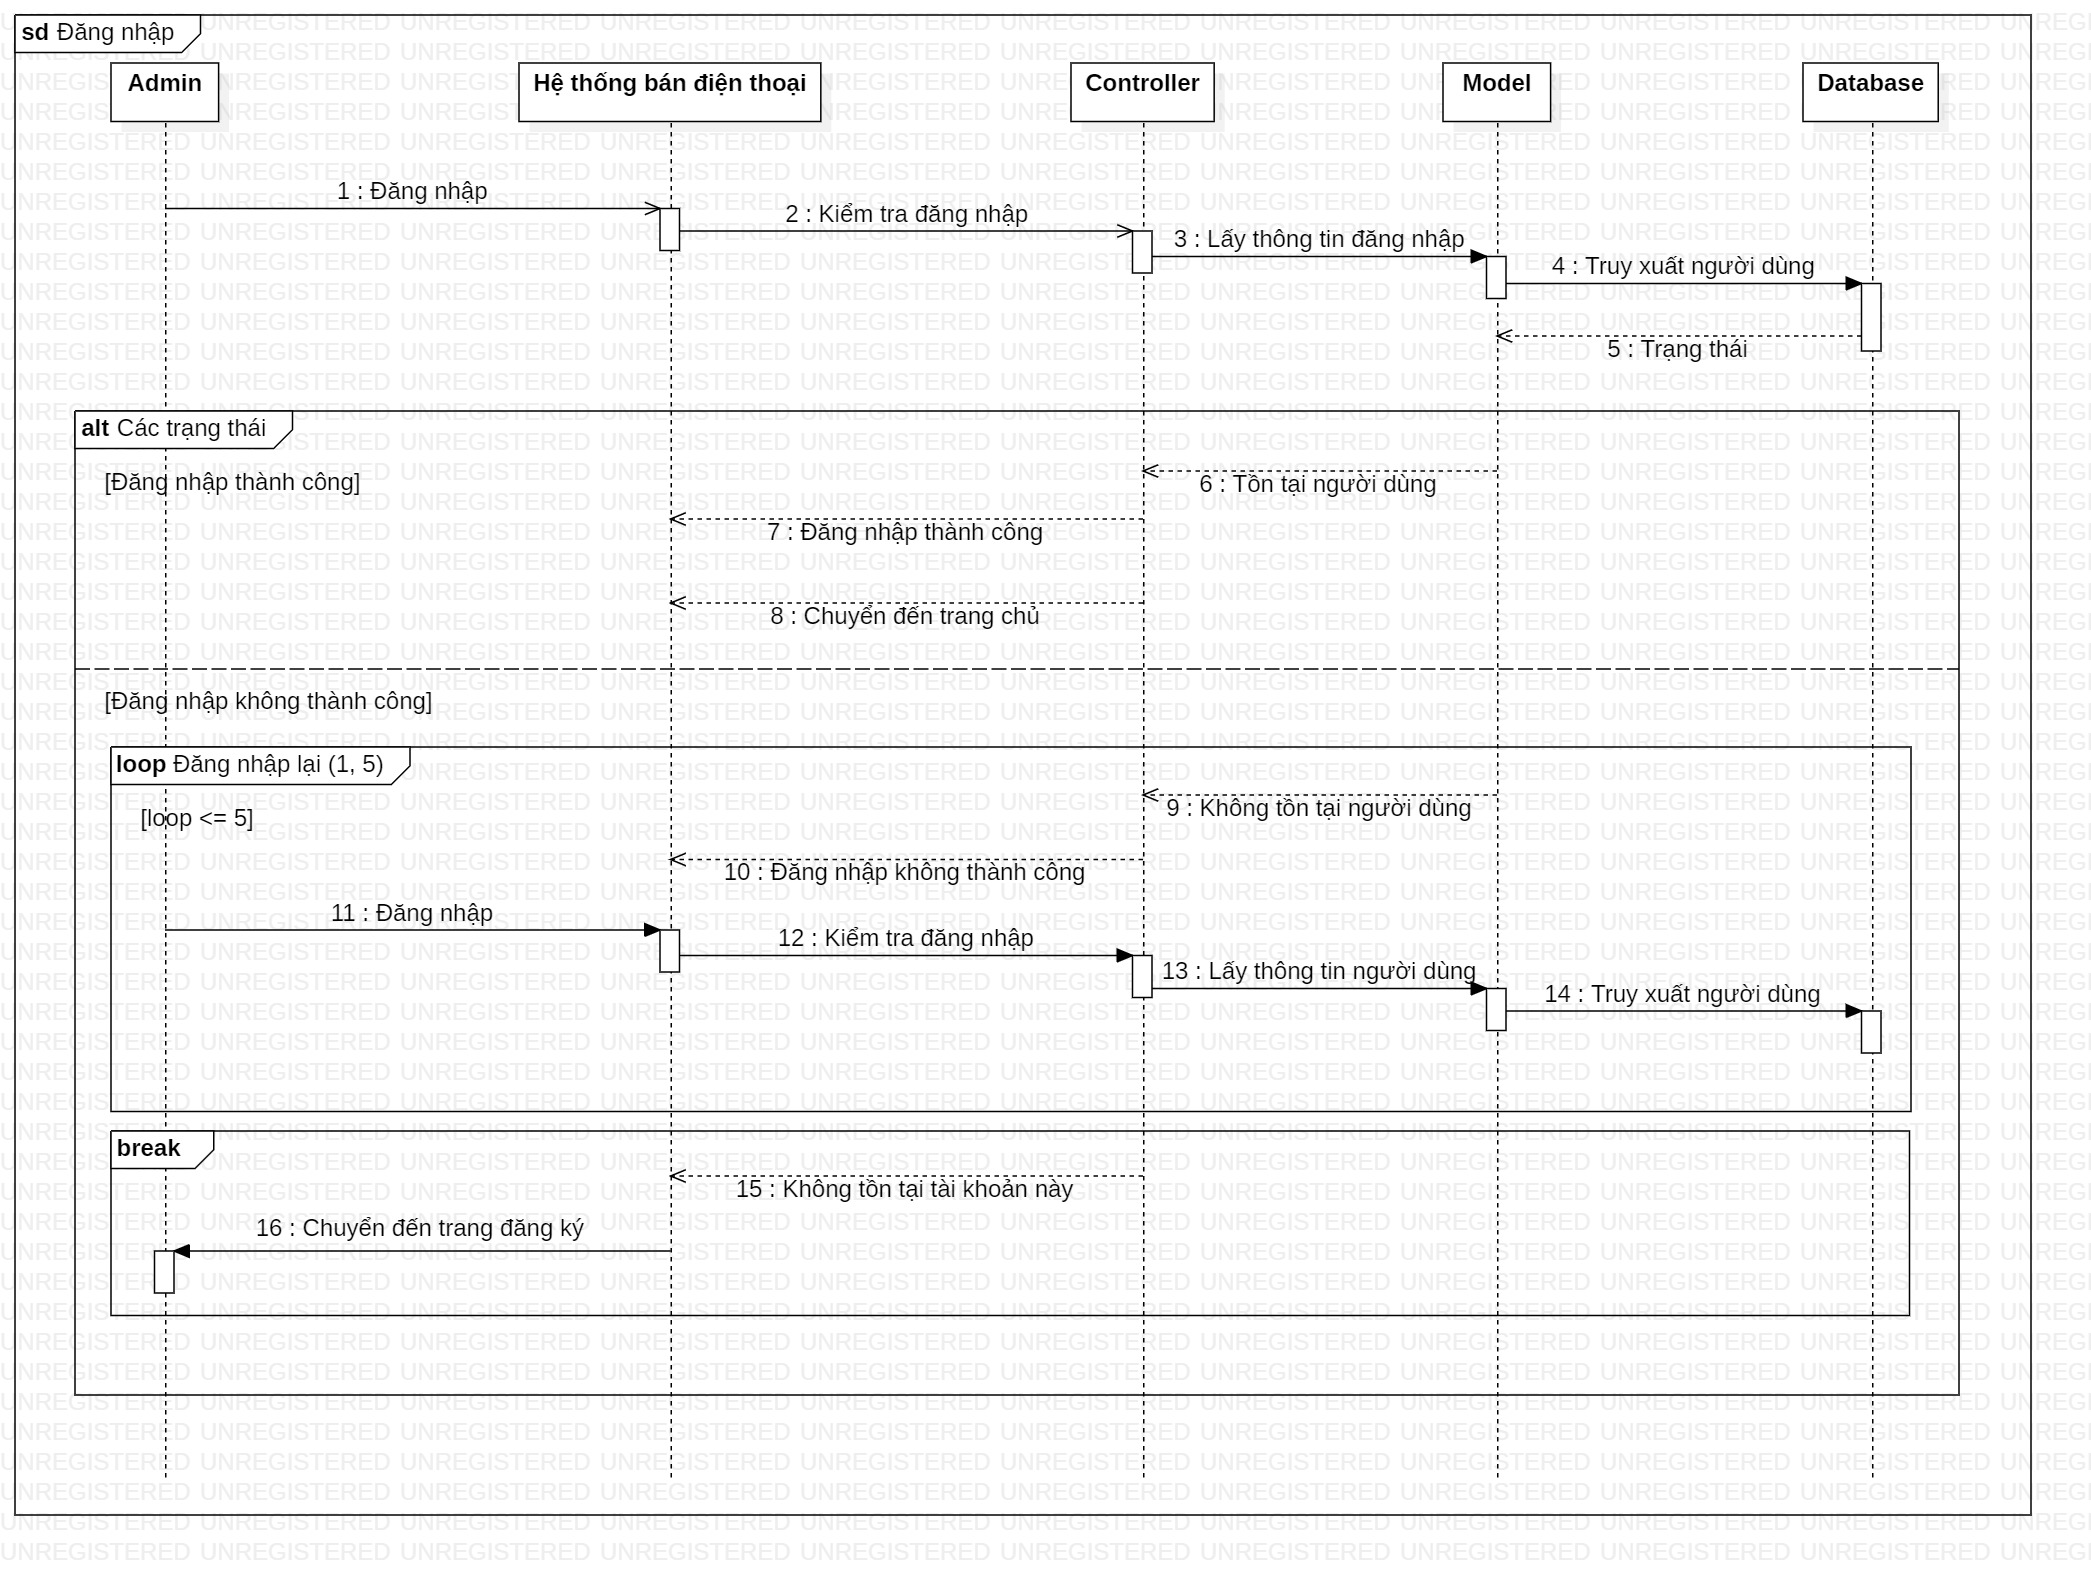 sd Đăng nhập
Admin
Hệ thống bán điện thoại
Controller
Model
Database
1 : Đăng nhập
2 : Kiểm tra đăng nhập
3 : Lấy thông tin đăng nhập
4 : Truy xuất người dùng
5 : Trạng thái
alt Các trạng thái
[Đăng nhập thành công]
6 : Tồn tại người dùng
7 : Đăng nhập thành công
8 : Chuyển đến trang chủ
[Đăng nhập không thành công]
loop Đăng nhập lại (1, 5)
[loop <= 5]
9 : Không tồn tại người dùng
10 : Đăng nhập không thành công
11 : Đăng nhập
12 : Kiểm tra đăng nhập
13 : Lấy thông tin người dùng
14 : Truy xuất người dùng
break
15 : Không tồn tại tài khoản này
16 : Chuyển đến trang đăng ký
UNREGISTERED